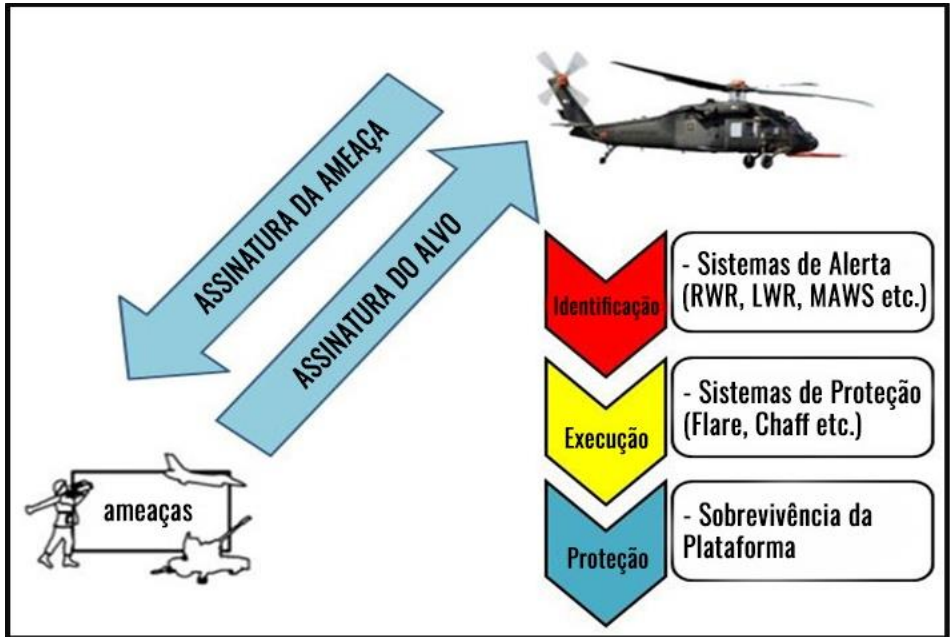 ASSINATURA DA AMEAÇA
ASSINATURA DO ALVO
ameaças
Identificação
- Sistemas de Alerta
(RWR, LWR, MAWS etc.)
Execução
- Sistemas de Proteção
(Flare, Chaff etc.)
Proteção
- Sobrevivência da
Plataforma